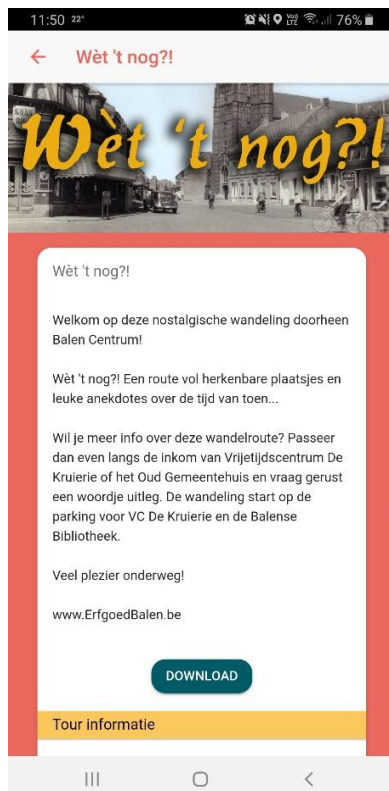 11:50 22° Vo)) LTE 76%
← Wèt 't nog?!
Wèt 't nog?!
Wèt 't nog?!
Welkom op deze nostalgische wandeling doorheen
Balen Centrum!
Wèt 't nog?! Een route vol herkenbare plaatsjes en
leuke anekdotes over de tijd van toen...
Wil je meer info over deze wandelroute? Passeer
dan even langs de inkom van Vrijetijdscentrum De
Kruierie of het Oud Gemeentehuis en vraag gerust
een woordje uitleg. De wandeling start op de
parking voor VC De Kruierie en de Balense
Bibliotheek.
Veel plezier onderweg!
www.ErfgoedBalen.be
DOWNLOAD
Tour informatie